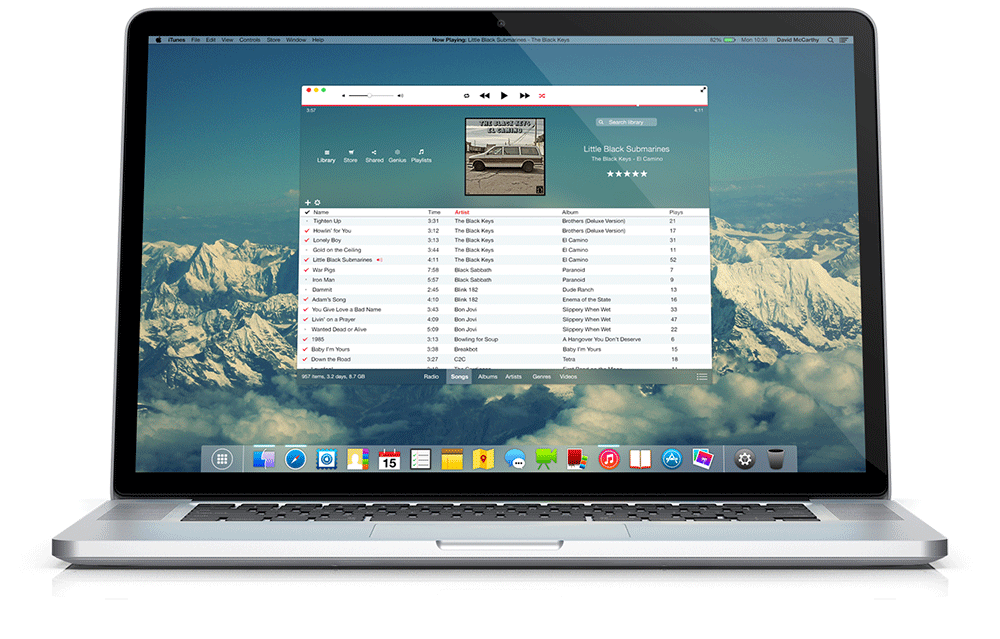 iTunes File Edit View Controls Store Window Help Now Playing: Little Black Submarines - The Black Keys 82% Mon 10:38 David McCarthy
3:57 4:11
THE BLACK KEYS
EL CAMINO
Search library
Little Black Submarines
The Black Keys - El Camino
Library Store Shared Genius Playlists
Name Time Artist Album Plays
Tighten Up 3:31 The Black Keys Brothers (Deluxe Version) 21
Howlin' for You 3:12 The Black Keys Brothers (Deluxe Version) 17
Lonely Boy 3:13 The Black Keys El Camino 31
Gold on the Ceiling 3:44 The Black Keys El Camino 11
Little Black Submarines 4:11 The Black Keys El Camino 52
War Pigs 7:58 Black Sabbath Paranoid 7
Iron Man 5:57 Black Sabbath Paranoid 9
Dammit 2:45 Blink 182 Dude Ranch 13
Adam's Song 4:10 Blink 182 Enema of the State 16
You Give Love a Bad Name 3:43 Bon Jovi Slippery When Wet 33
Livin' on a Prayer 4:09 Bon Jovi Slippery When Wet 47
Wanted Dead or Alive 5:09 Bon Jovi Slippery When Wet 22
1985 3:13 Bowling for Soup A Hangover You Don't Deserve 6
Baby I'm Yours 3:38 Breakbot Baby I'm Yours 15
Down the Road 3:27 C2C Tetra 18
957 items, 3.2 days, 8.7 GB Radio Songs Albums Artists Genres Videos
15